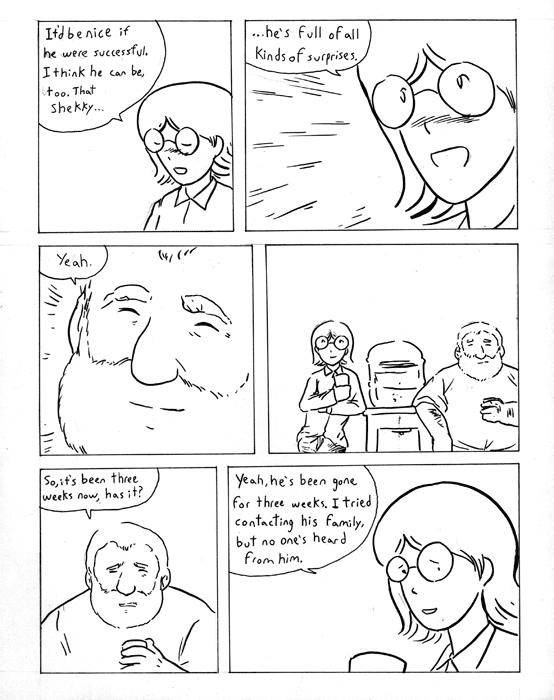 It'd be nice if
he were successful.
I think he can be,
too. That
shekky...
...he's full of all
kinds of surprises.
Yeah.
So, it's been three
weeks now, has it?
Yeah, he's been gone
for three weeks. I tried
contacting his family,
but no one's heard
from him.